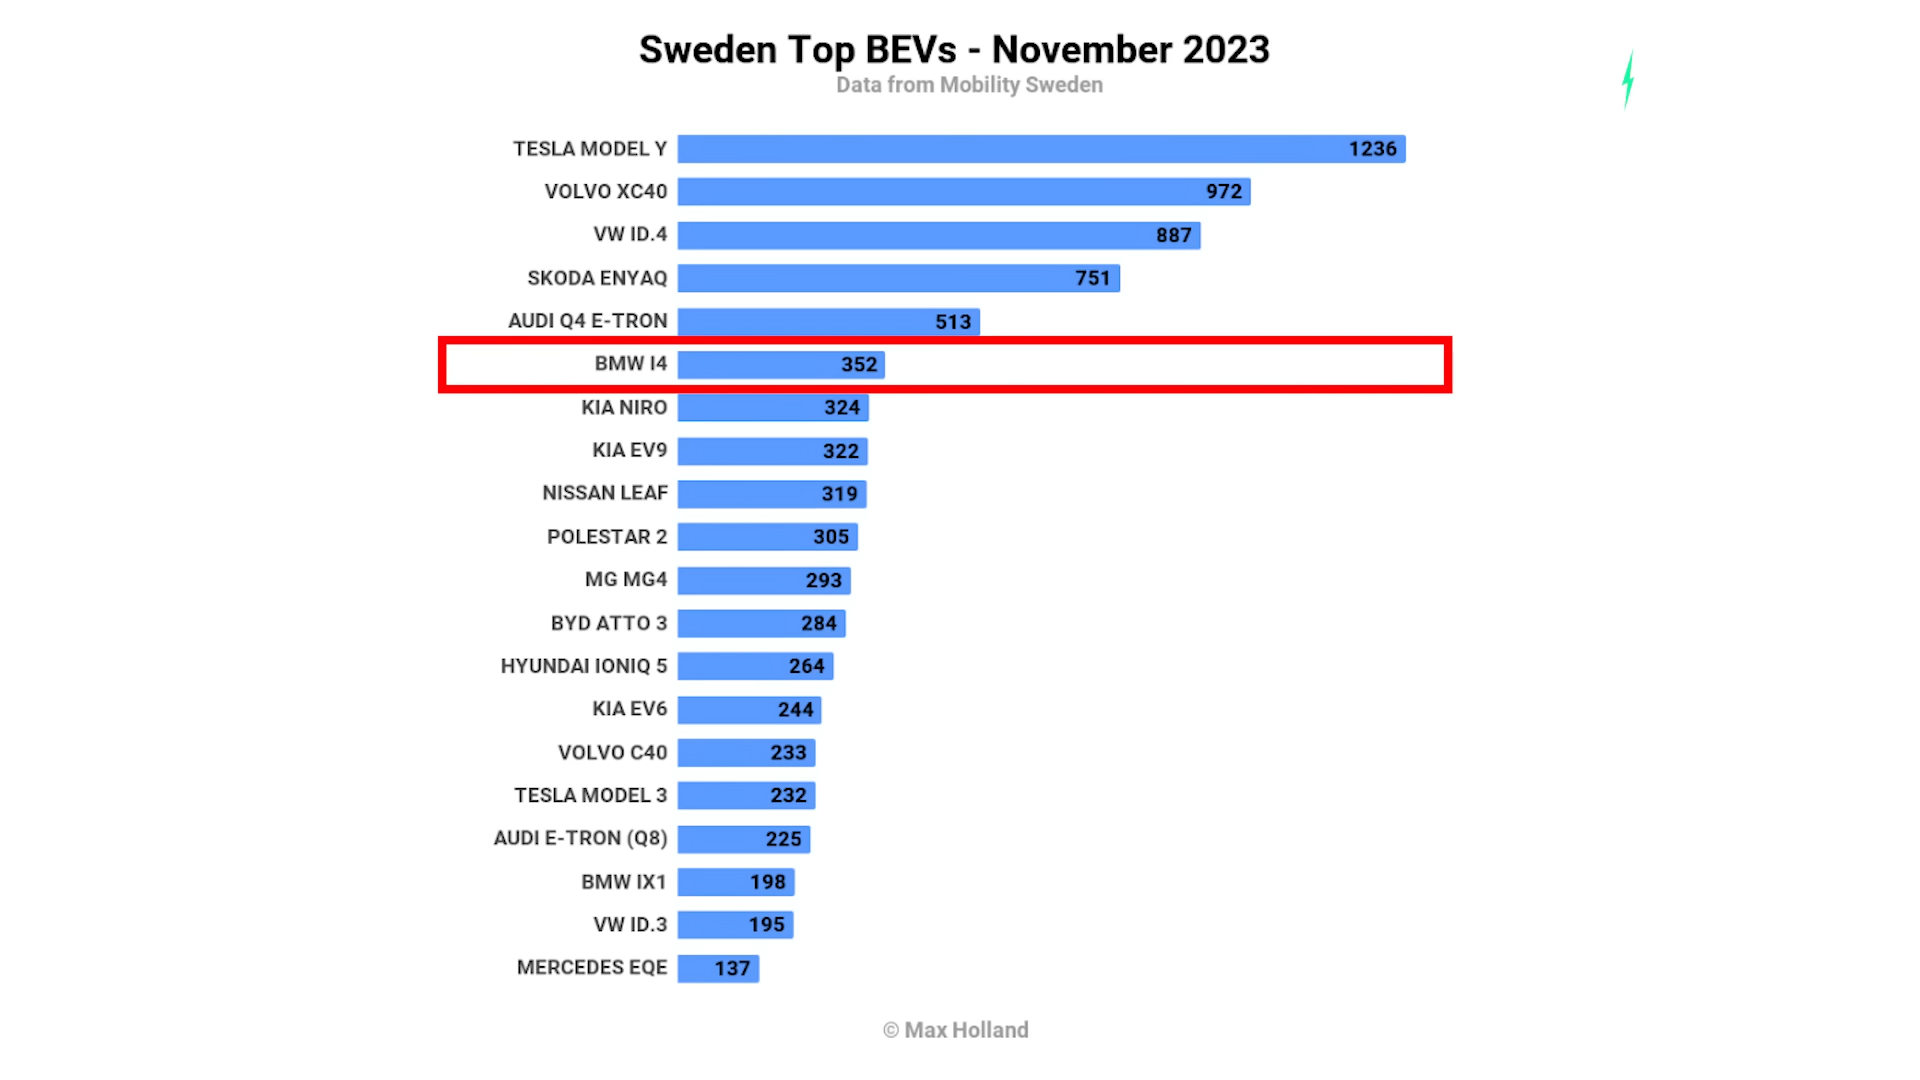 Sweden Top BEVs - November 2023
Data from Mobility Sweden
TESLA MODEL Y 1236
VOLVO XC40 972
VW ID.4 887
SKODA ENYAQ 751
AUDI Q4 E-TRON 513
BMW I4 352
KIA NIRO 324
KIA EV9 322
NISSAN LEAF 319
POLESTAR 2 305
MG MG4 293
BYD ATTO 3 284
HYUNDAI IONIQ 5 264
KIA EV6 244
VOLVO C40 233
TESLA MODEL 3 232
AUDI E-TRON (Q8) 225
BMW IX1 198
VW ID.3 195
MERCEDES EQE 137
© Max Holland